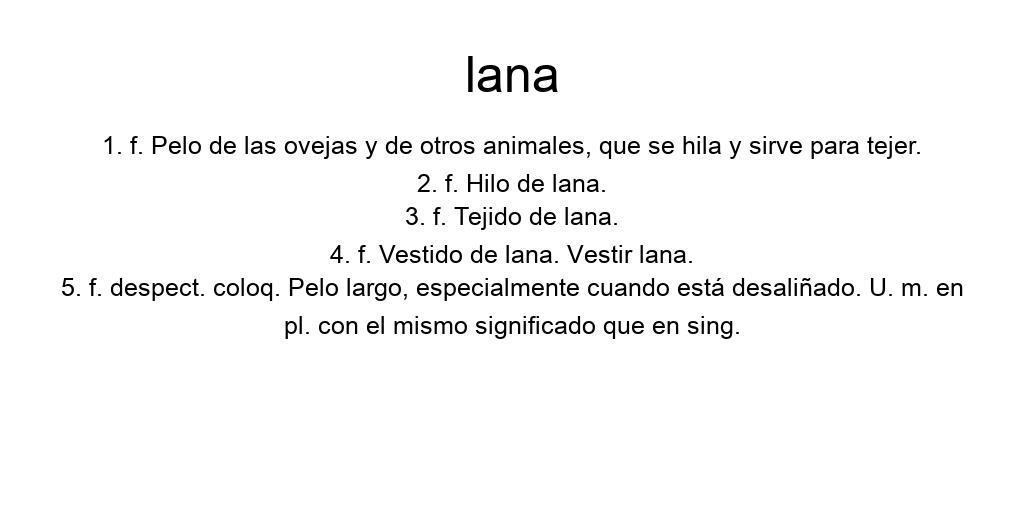 lana
1. f. Pelo de las ovejas y de otros animales, que se hila y sirve para tejer.
2. f. Hilo de lana.
3. f. Tejido de lana.
4. f. Vestido de lana. Vestir lana.
5. f. despect. coloq. Pelo largo, especialmente cuando está desaliñado. U. m. en
pl. con el mismo significado que en sing.